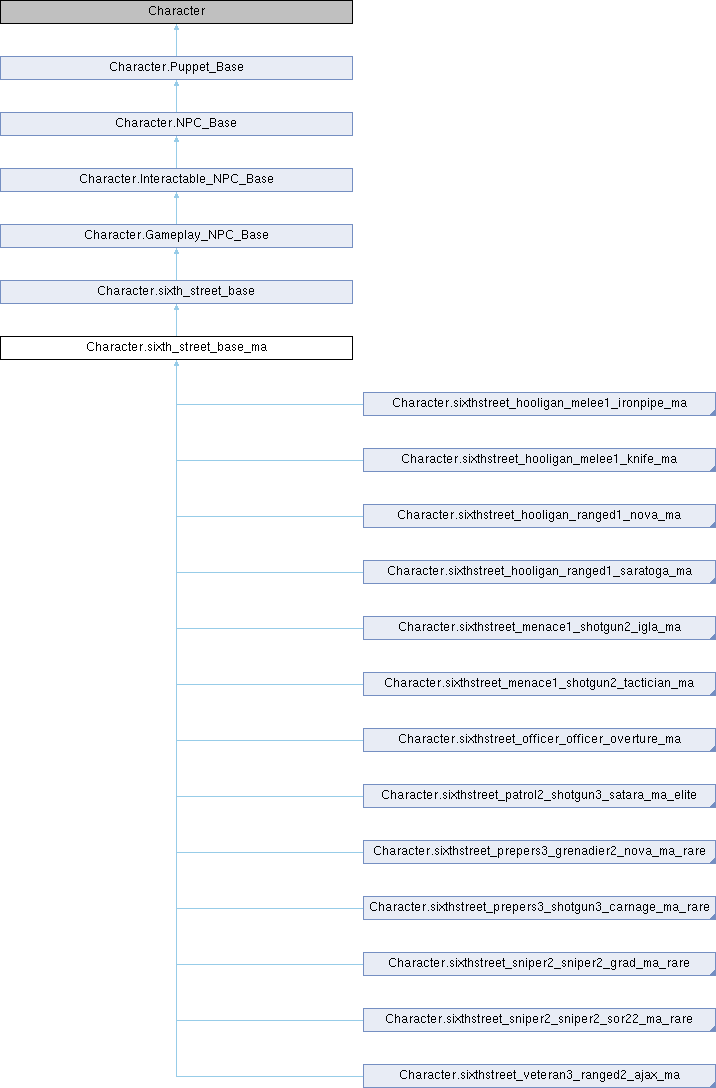 Character
Character.Puppet_Base
Character.NPC_Base
Character.Interactable_NPC_Base
Character.Gameplay_NPC_Base
Character.sixth_street_base
Character.sixth_street_base_ma
Character.sixthstreet_hooligan_melee1_ironpipe_ma
Character.sixthstreet_hooligan_melee1_knife_ma
Character.sixthstreet_hooligan_ranged1_nova_ma
Character.sixthstreet_hooligan_ranged1_saratoga_ma
Character.sixthstreet_menace1_shotgun2_igla_ma
Character.sixthstreet_menace1_shotgun2_tactician_ma
Character.sixthstreet_officer_officer_overture_ma
Character.sixthstreet_patrol2_shotgun3_satara_ma_elite
Character.sixthstreet_prepers3_grenadier2_nova_ma_rare
Character.sixthstreet_prepers3_shotgun3_carnage_ma_rare
Character.sixthstreet_sniper2_sniper2_grad_ma_rare
Character.sixthstreet_sniper2_sniper2_sor22_ma_rare
Character.sixthstreet_veteran3_ranged2_ajax_ma